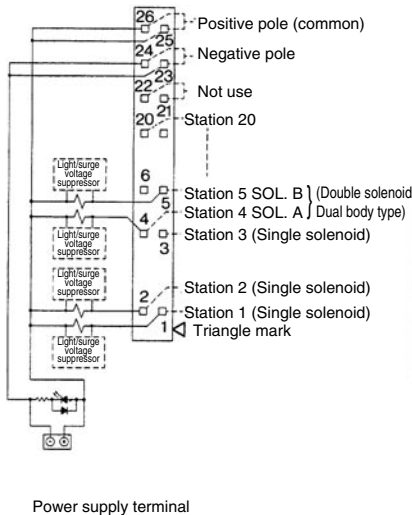 26
Positive pole (common)
25
24
Negative pole
23
22
Not use
21
20
Station 20
6
Light/surge
voltage
suppressor
Station 5 SOL. B
(Double solenoid
5
Station 4 SOL. A
Dual body type)
4
Station 3 (Single solenoid)
Light/surge
voltage
suppressor
3
Light/surge
voltage
suppressor
Station 2 (Single solenoid)
2
Station 1 (Single solenoid)
1
Triangle mark
Light/surge
voltage
suppressor
Power supply terminal